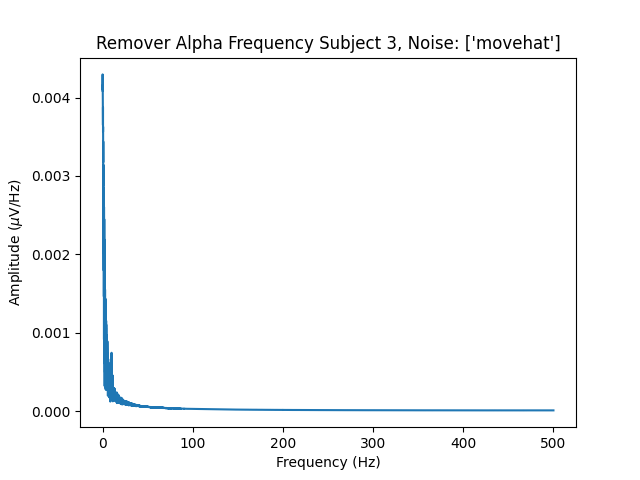 Remover Alpha Frequency Subject 3, Noise: ['movehat']
Amplitude (μV/Hz)
0.004
0.003
0.002
0.001
0.000
0 100 200 300 400 500
Frequency (Hz)